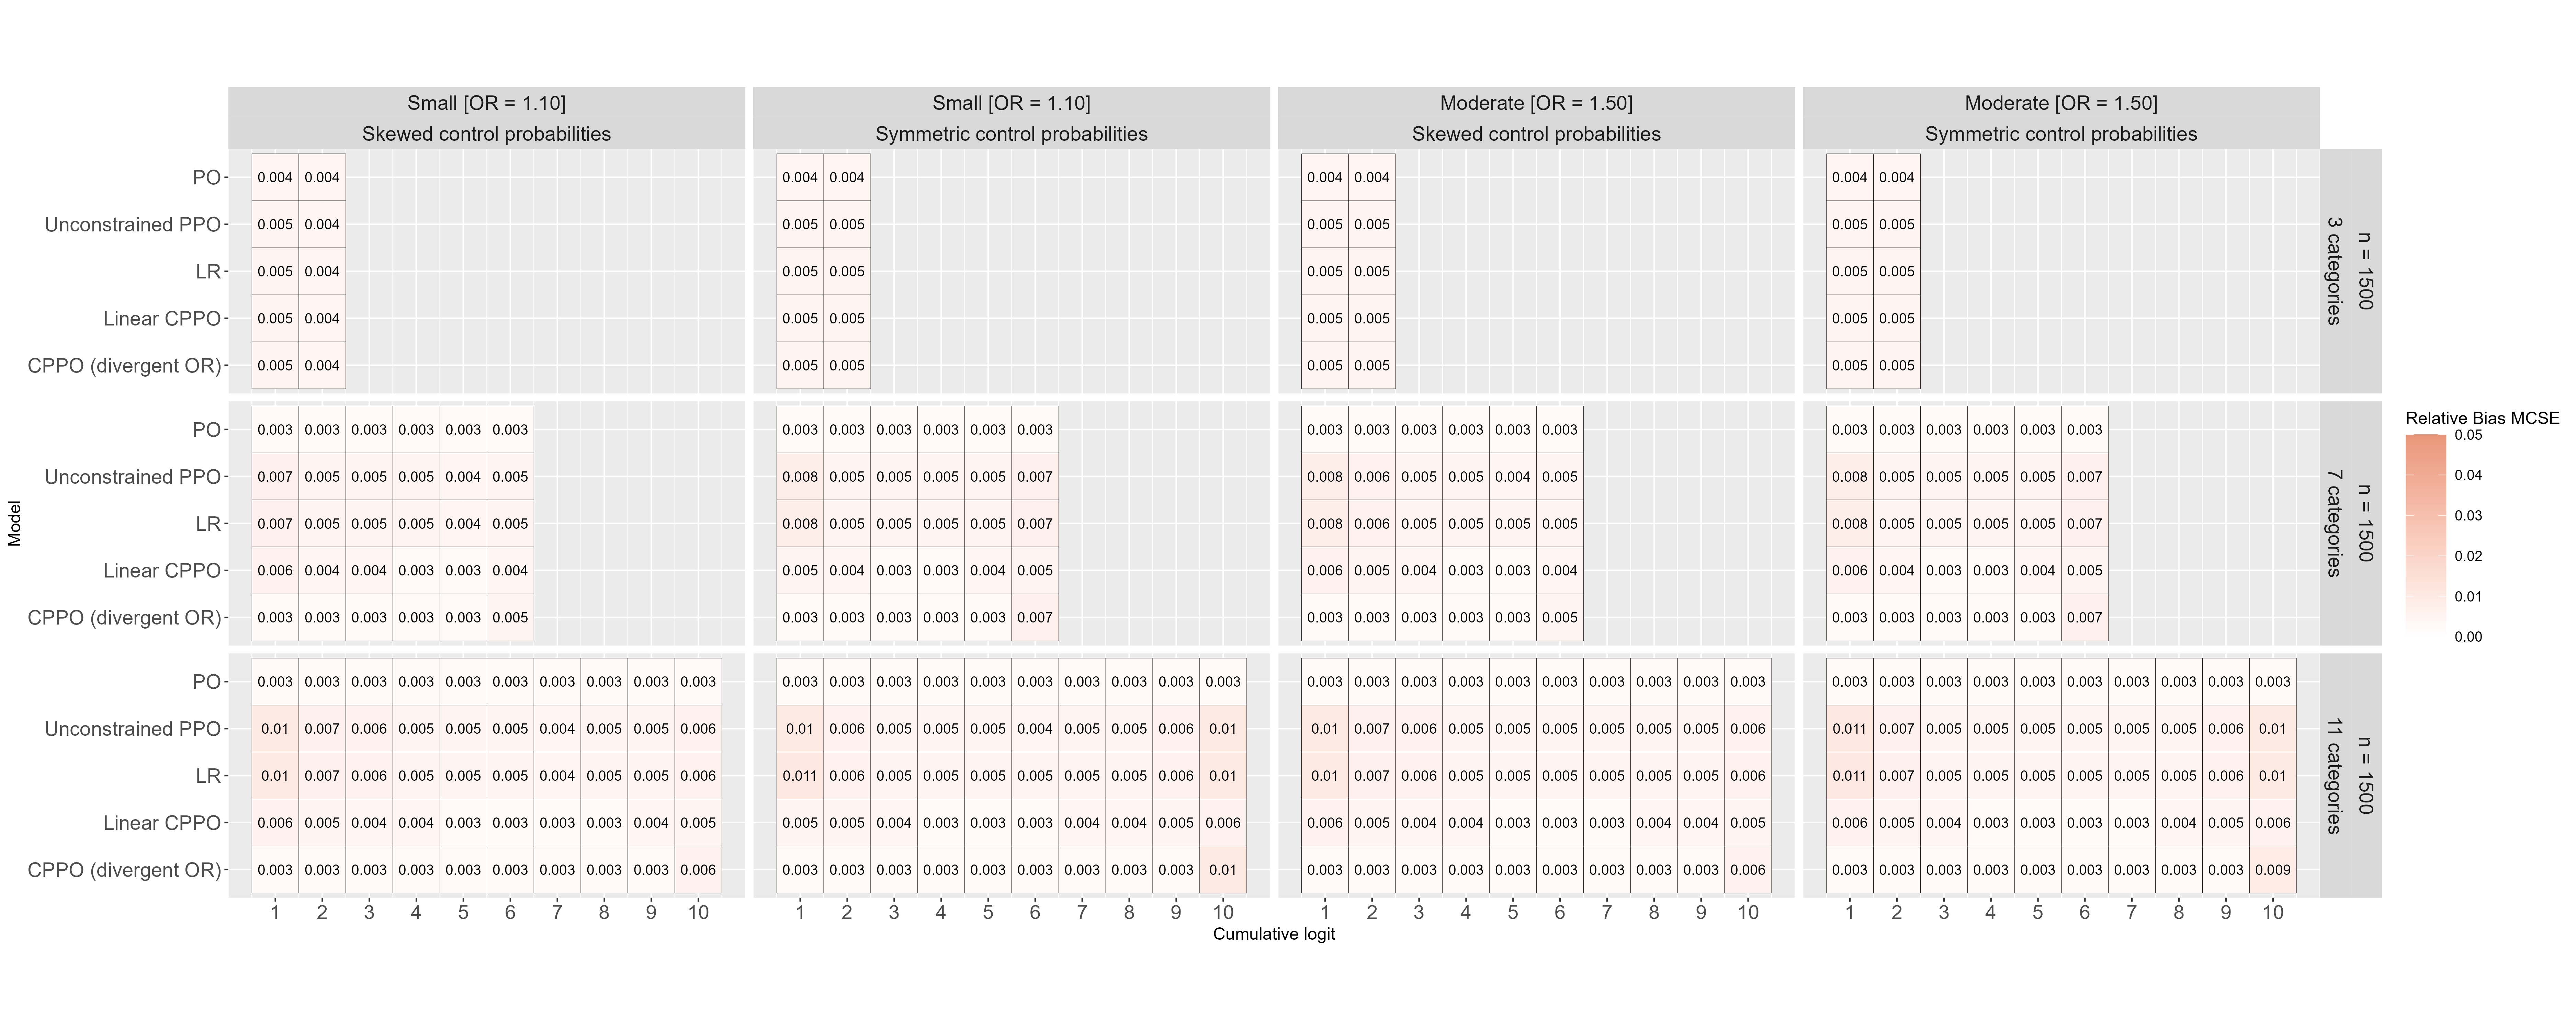 Small [OR = 1.10] Small [OR = 1.10] Moderate [OR = 1.50] Moderate [OR = 1.50]
Skewed control probabilities Symmetric control probabilities Skewed control probabilities Symmetric control probabilities
PO 0.004 0.004 0.004 0.004 0.004 0.004 0.004 0.004
Unconstrained PPO 0.005 0.004 0.005 0.005 0.005 0.005 0.005 0.005
LR 0.005 0.004 0.005 0.005 0.005 0.005 0.005 0.005
Linear CPPO 0.005 0.004 0.005 0.005 0.005 0.005 0.005 0.005
CPPO (divergent OR) 0.005 0.004 0.005 0.005 0.005 0.005 0.005 0.005
n = 1500
3 categories
PO 0.003 0.003 0.003 0.003 0.003 0.003 0.003 0.003 0.003 0.003 0.003 0.003 0.003 0.003 0.003 0.003 0.003 0.003 0.003 0.003 0.003 0.003 0.003 0.003
Unconstrained PPO 0.007 0.005 0.005 0.005 0.004 0.005 0.008 0.005 0.005 0.005 0.005 0.007 0.008 0.006 0.005 0.005 0.004 0.005 0.008 0.005 0.005 0.005 0.005 0.007
LR 0.007 0.005 0.005 0.005 0.004 0.005 0.008 0.005 0.005 0.005 0.005 0.007 0.008 0.006 0.005 0.005 0.005 0.005 0.008 0.005 0.005 0.005 0.005 0.007
Linear CPPO 0.006 0.004 0.004 0.003 0.003 0.004 0.005 0.004 0.003 0.003 0.004 0.005 0.006 0.005 0.004 0.003 0.003 0.004 0.006 0.004 0.003 0.003 0.004 0.005
CPPO (divergent OR) 0.003 0.003 0.003 0.003 0.003 0.005 0.003 0.003 0.003 0.003 0.003 0.007 0.003 0.003 0.003 0.003 0.003 0.005 0.003 0.003 0.003 0.003 0.003 0.007
n = 1500
7 categories
PO 0.003 0.003 0.003 0.003 0.003 0.003 0.003 0.003 0.003 0.003 0.003 0.003 0.003 0.003 0.003 0.003 0.003 0.003 0.003 0.003 0.003 0.003 0.003 0.003 0.003 0.003 0.003 0.003 0.003 0.003 0.003 0.003 0.003 0.003 0.003 0.003 0.003 0.003 0.003 0.003
Unconstrained PPO 0.01 0.007 0.006 0.005 0.005 0.005 0.004 0.005 0.005 0.006 0.01 0.006 0.005 0.005 0.005 0.004 0.005 0.005 0.006 0.01 0.01 0.007 0.006 0.005 0.005 0.005 0.005 0.005 0.005 0.006 0.011 0.007 0.005 0.005 0.005 0.005 0.005 0.005 0.006 0.01
LR 0.01 0.007 0.006 0.005 0.005 0.005 0.004 0.005 0.005 0.006 0.011 0.006 0.005 0.005 0.005 0.005 0.005 0.005 0.006 0.01 0.01 0.007 0.006 0.005 0.005 0.005 0.005 0.005 0.005 0.006 0.011 0.007 0.005 0.005 0.005 0.005 0.005 0.005 0.006 0.01
Linear CPPO 0.006 0.005 0.004 0.004 0.003 0.003 0.003 0.003 0.004 0.005 0.005 0.005 0.004 0.003 0.003 0.003 0.004 0.004 0.005 0.006 0.006 0.005 0.004 0.004 0.003 0.003 0.003 0.004 0.004 0.005 0.006 0.005 0.004 0.003 0.003 0.003 0.003 0.004 0.005 0.006
CPPO (divergent OR) 0.003 0.003 0.003 0.003 0.003 0.003 0.003 0.003 0.003 0.006 0.003 0.003 0.003 0.003 0.003 0.003 0.003 0.003 0.003 0.01 0.003 0.003 0.003 0.003 0.003 0.003 0.003 0.003 0.003 0.006 0.003 0.003 0.003 0.003 0.003 0.003 0.003 0.003 0.003 0.009
n = 1500
11 categories
1 2 3 4 5 6 7 8 9 10 1 2 3 4 5 6 7 8 9 10 1 2 3 4 5 6 7 8 9 10 1 2 3 4 5 6 7 8 9 10
Cumulative logit
Model
Relative Bias MCSE
0.05
0.04
0.03
0.02
0.01
0.00